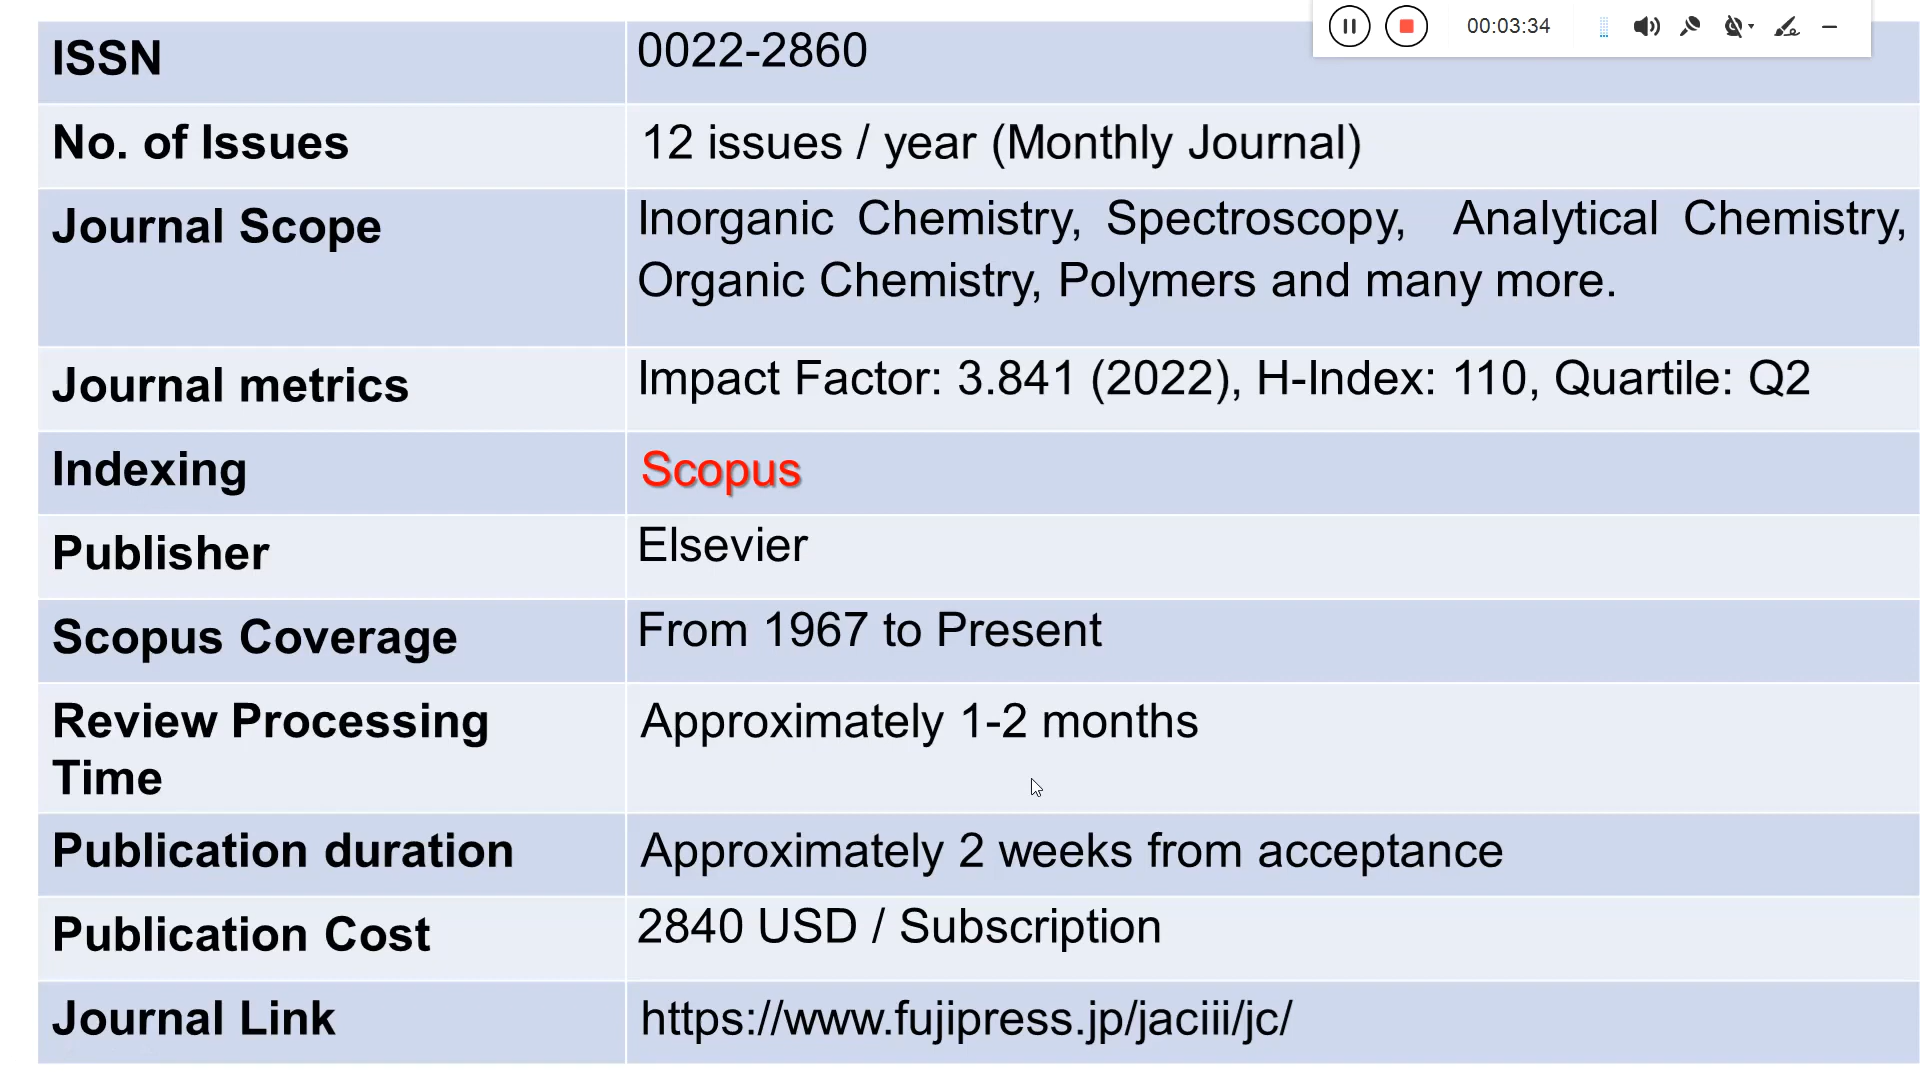 00:03:34
ISSN
0022-2860
No. of Issues
12 issues / year (Monthly Journal)
Journal Scope
Inorganic Chemistry, Spectroscopy, Analytical Chemistry,
Organic Chemistry, Polymers and many more.
Journal metrics
Impact Factor: 3.841 (2022), H-Index: 110, Quartile: Q2
Indexing
Scopus
Publisher
Elsevier
Scopus Coverage
From 1967 to Present
Review Processing
Time
Approximately 1-2 months
Publication duration
Approximately 2 weeks from acceptance
Publication Cost
2840 USD / Subscription
Journal Link
https://www.fujipress.jp/jaciii/jc/